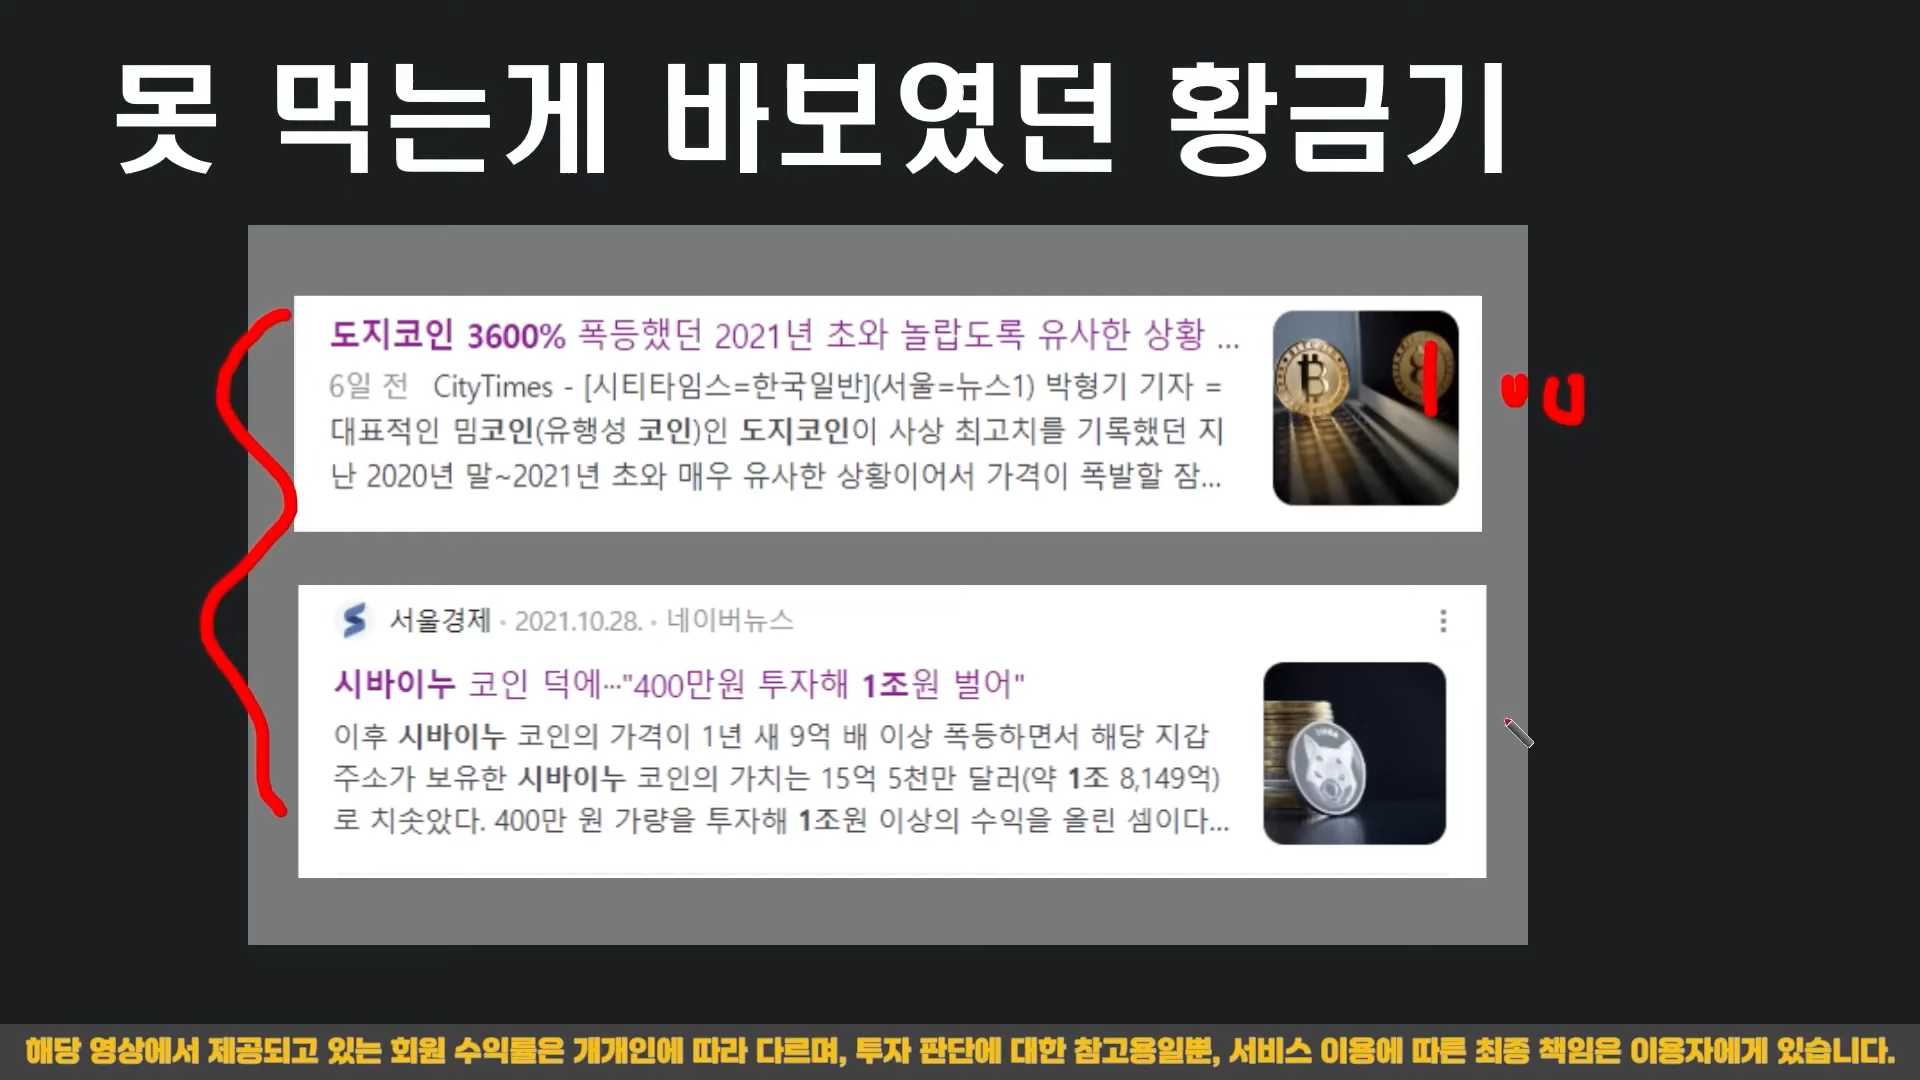 못 먹는게 바보였던 황금기
도지코인 3600% 폭등했던 2021년 초와 놀랍도록 유사한 상황 ...
6일 전 CityTimes - [시티타임스=한국일반](서울=뉴스1) 박형기 기자 =
대표적인 밈코인(유행성 코인)인 도지코인이 사상 최고치를 기록했던 지
난 2020년 말~2021년 초와 매우 유사한 상황이어서 가격이 폭발할 잠...
서울경제 · 2021.10.28. · 네이버뉴스
시바이누 코인 덕에…"400만원 투자해 1조원 벌어"
이후 시바이누 코인의 가격이 1년 새 9억 배 이상 폭등하면서 해당 지갑
주소가 보유한 시바이누 코인의 가치는 15억 5천만 달러(약 1조 8,149억)
로 치솟았다. 400만 원 가량을 투자해 1조원 이상의 수익을 올린 셈이다...
해당 영상에서 제공되고 있는 회원 수익률은 개개인에 따라 다르며, 투자 판단에 대한 참고용일뿐, 서비스 이용에 따른 최종 책임은 이용자에게 있습니다.